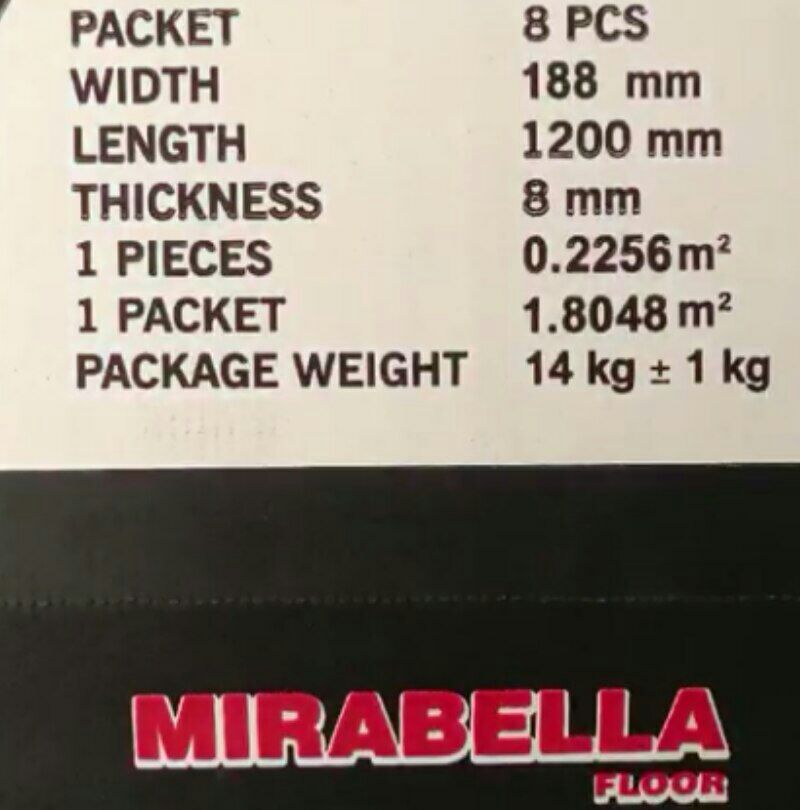 PACKET 8 PCS
WIDTH 188 mm
LENGTH 1200 mm
THICKNESS 8 mm
1 PIECES 0.2256 m²
1 PACKET 1.8048 m²
PACKAGE WEIGHT 14 kg ± 1 kg
MIRABELLA
FLOOR